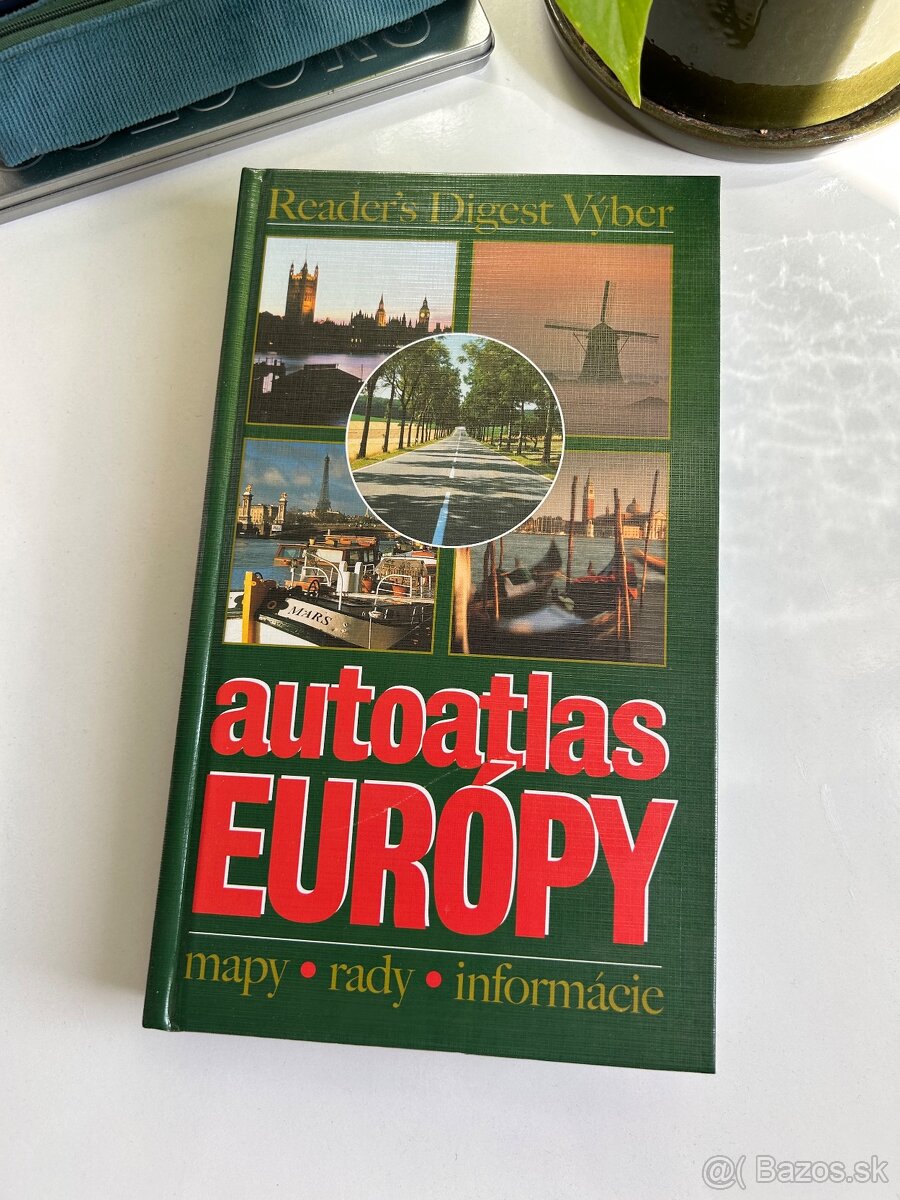 Reader's Digest Výber
MARS
autoatlas
EURÓPY
mapy • rady • informácie
@( Bazos.sk